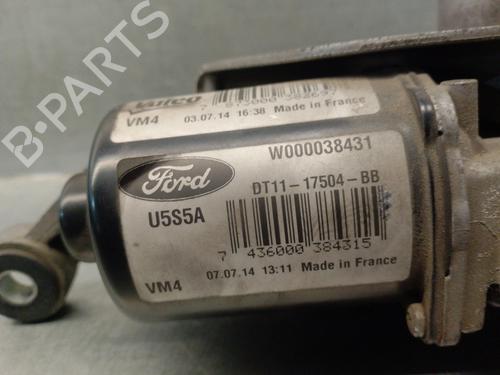 Valeo
VM4 03.07.14 16:38 Made in France
W000038431
Ford
DT11-17504-BB
U5S5A
7 436000 384315
VM4 07.07.14 13:11 Made in France
B-PARTS